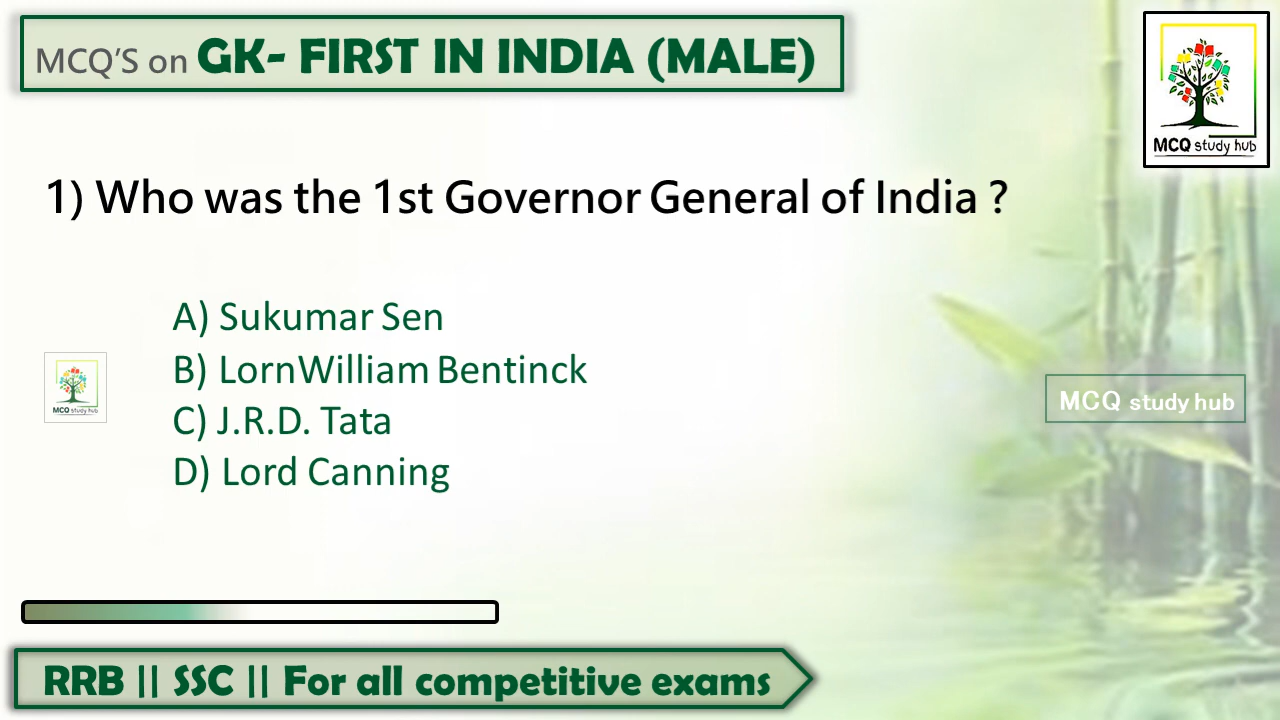 MCQ'S on GK- FIRST IN INDIA (MALE)
MCQ study hub
1) Who was the 1st Governor General of India ?
A) Sukumar Sen
B) LornWilliam Bentinck
C) J.R.D. Tata
D) Lord Canning
MCQ study hub
MCQ study hub
RRB || SSC || For all competitive exams